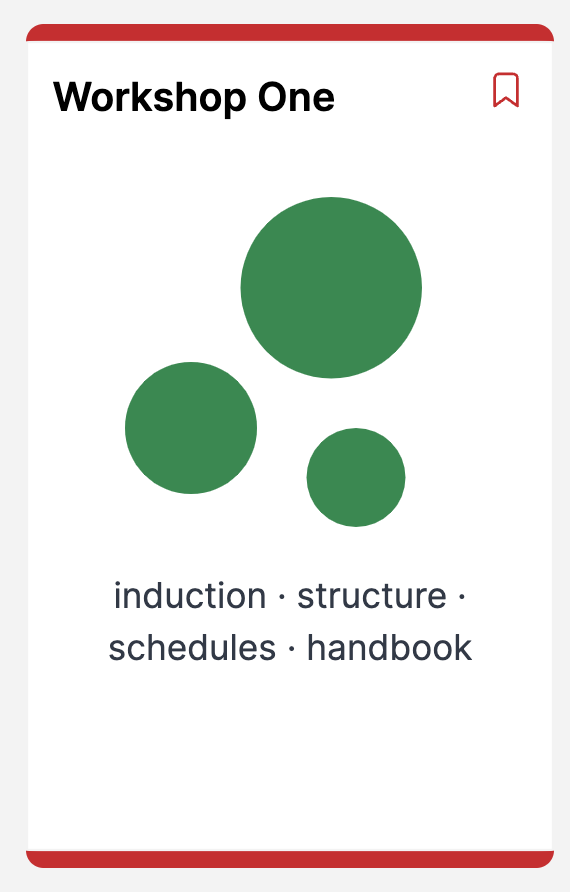 Workshop One
induction · structure ·
schedules · handbook